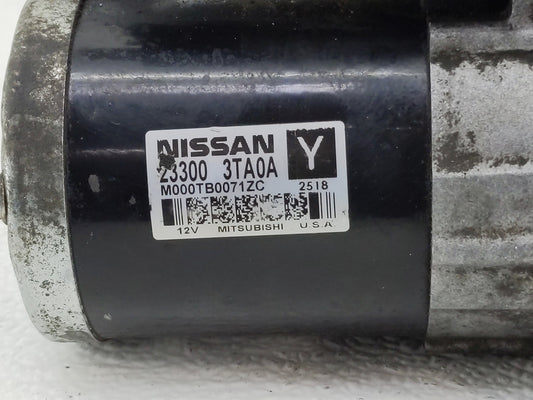 NISSAN Y
23300 3TA0A
M000TB0071ZC 2518
12V MITSUBISHI U.S.A